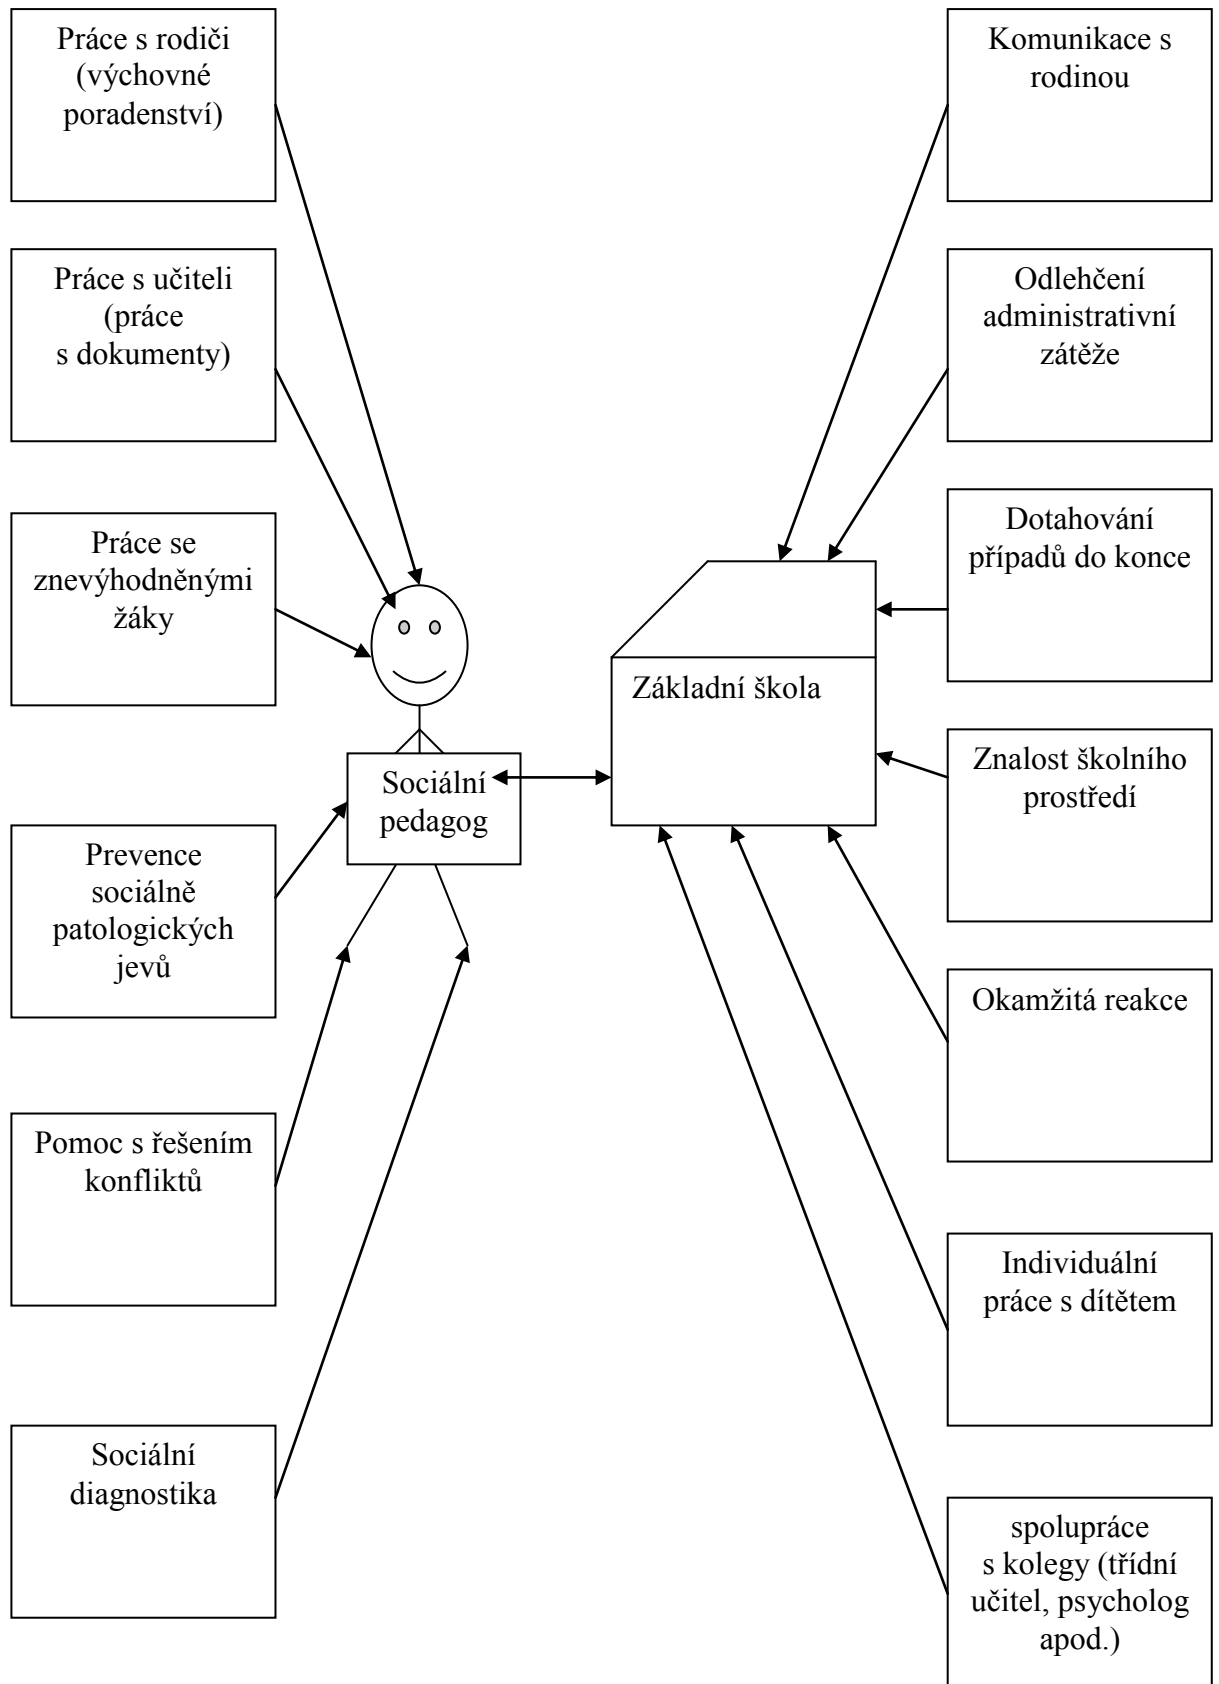 Práce s rodiči
(výchovné
poradenství)
Práce s učiteli
(práce
s dokumenty)
Práce se
znevýhodněnými
žáky
Prevence
sociálně
patologických
jevů
Pomoc s řešením
konfliktů
Sociální
diagnostika
Sociální
pedagog
Základní škola
Komunikace s
rodinou
Odlehčení
administrativní
zátěže
Dotahování
případů do konce
Znalost školního
prostředí
Okamžitá reakce
Individuální
práce s dítětem
spolupráce
s kolegy (třídní
učitel, psycholog
apod.)